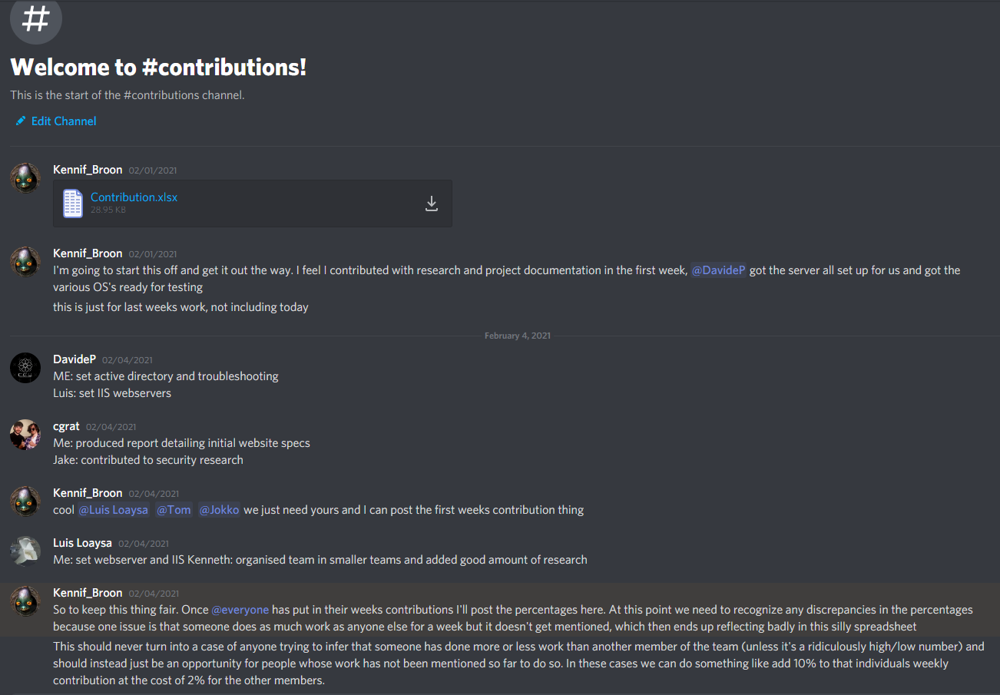 #
Welcome to #contributions!
This is the start of the #contributions channel.
Edit Channel
Kennif_Broon 02/01/2021
Contribution.xlsx
28.95 KB
Kennif_Broon 02/01/2021
I'm going to start this off and get it out the way. I feel I contributed with research and project documentation in the first week, @DavideP got the server all set up for us and got the
various OS's ready for testing
this is just for last weeks work, not including today
February 4, 2021
DavideP 02/04/2021
ME: set active directory and troubleshooting
Luis: set IIS webservers
cgrat 02/04/2021
Me: produced report detailing initial website specs
Jake: contributed to security research
Kennif_Broon 02/04/2021
cool @Luis Loaysa @Tom @Jokko we just need yours and I can post the first weeks contribution thing
Luis Loaysa 02/04/2021
Me: set webserver and IIS Kenneth: organised team in smaller teams and added good amount of research
Kennif_Broon 02/04/2021
So to keep this thing fair. Once @everyone has put in their weeks contributions I'll post the percentages here. At this point we need to recognize any discrepancies in the percentages
because one issue is that someone does as much work as anyone else for a week but it doesn't get mentioned, which then ends up reflecting badly in this silly spreadsheet
This should never turn into a case of anyone trying to infer that someone has done more or less work than another member of the team (unless it's a ridiculously high/low number) and
should instead just be an opportunity for people whose work has not been mentioned so far to do so. In these cases we can do something like add 10% to that individuals weekly
contribution at the cost of 2% for the other members.